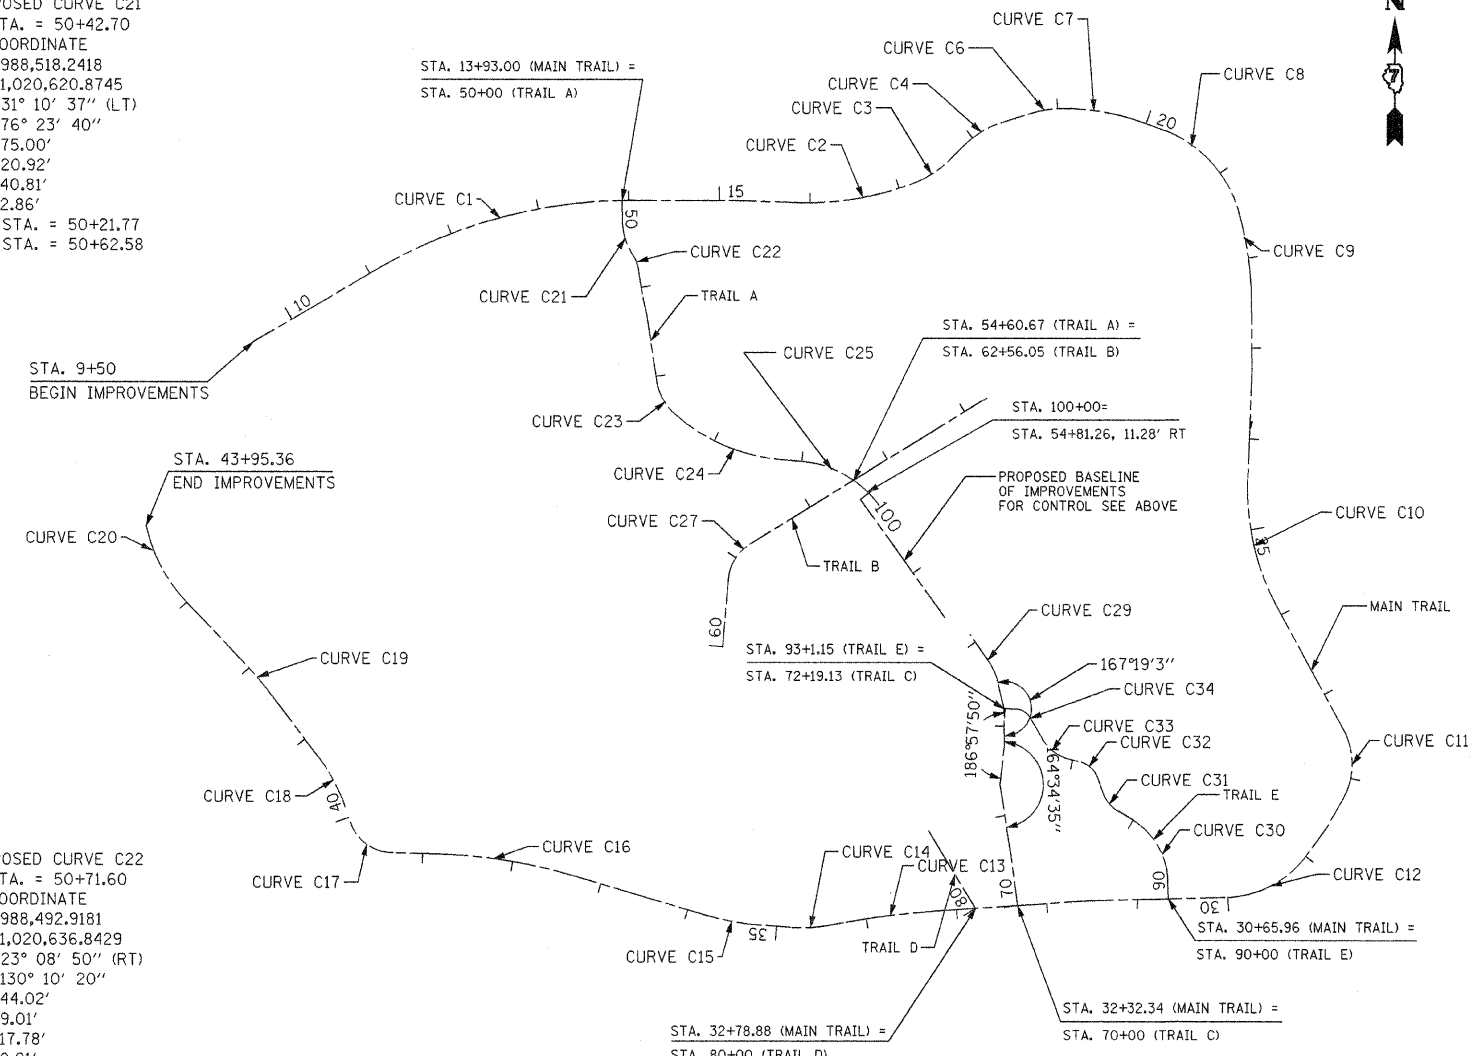 TA. = 50+42.70
OORDINATE
988,518.2418
1,020,620.8745
31° 10' 37'' (LT)
76° 23' 40''
75.00'
20.92'
40.81'
2.86'
STA. = 50+21.77
STA. = 50+62.58
STA. 13+93.00 (MAIN TRAIL) =
STA. 50+00 (TRAIL A)
CURVE C7
CURVE C6
CURVE C4
CURVE C3
CURVE C2
CURVE C1
CURVE C8
N
7
20
15
50
10
CURVE C22
CURVE C21
TRAIL A
CURVE C9
STA. 9+50
BEGIN IMPROVEMENTS
STA. 54+60.67 (TRAIL A) =
STA. 62+56.05 (TRAIL B)
CURVE C25
CURVE C23
STA. 100+00=
STA. 54+81.26, 11.28' RT
STA. 43+95.36
END IMPROVEMENTS
CURVE C24
PROPOSED BASELINE
OF IMPROVEMENTS
FOR CONTROL SEE ABOVE
100
CURVE C27
CURVE C10
25
CURVE C20
TRAIL B
60
CURVE C29
MAIN TRAIL
STA. 93+1.15 (TRAIL E) =
STA. 72+19.13 (TRAIL C)
CURVE C19
167°19'3''
CURVE C34
186°57'50''
CURVE C33
CURVE C32
164°34'35''
CURVE C11
CURVE C31
TRAIL E
CURVE C30
CURVE C18
40
CURVE C17
CURVE C16
CURVE C14
CURVE C13
80
70
90
CURVE C12
30
35
TRAIL D
CURVE C15
STA. 30+65.96 (MAIN TRAIL) =
STA. 90+00 (TRAIL E)
STA. 32+32.34 (MAIN TRAIL) =
STA. 70+00 (TRAIL C)
STA. 32+78.88 (MAIN TRAIL) =
STA. 80+00 (TRAIL D)
OSED CURVE C22
TA. = 50+71.60
OORDINATE
988,492.9181
1,020,636.8429
23° 08' 50'' (RT)
130° 10' 20''
44.02'
9.01'
17.78'